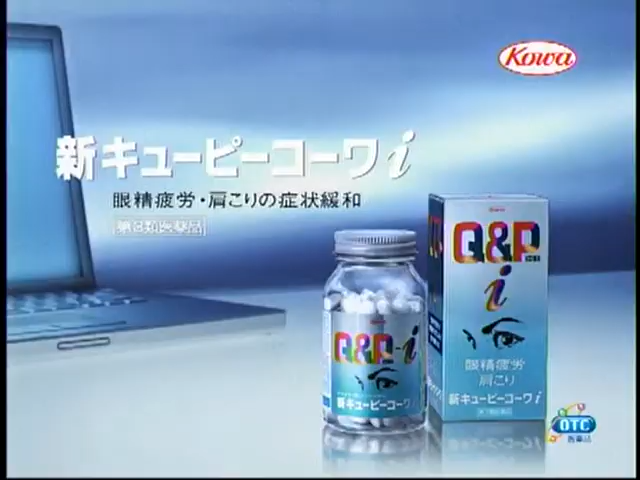 Kowa
新キューピーコーワi
眼精疲労・肩こりの症状緩和
第3類医薬品
Q&P
i
眼精疲労
肩こり
新キューピーコーワi
Q&P-i
新キューピーコーワi
OTC
医薬品